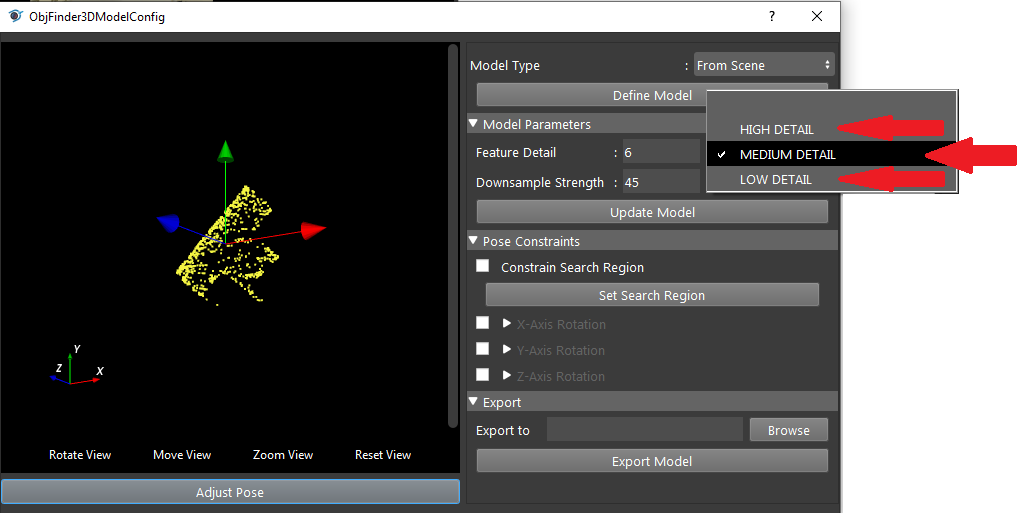 ObjFinder3DModelConfig
?
Model Type : From Scene
Define Model
Model Parameters
HIGH DETAIL
Feature Detail : 6
MEDIUM DETAIL
Downsample Strength : 45
LOW DETAIL
Update Model
Pose Constraints
Constrain Search Region
Set Search Region
X-Axis Rotation
Y-Axis Rotation
Z-Axis Rotation
Y
Z
X
Export
Export to
Browse
Rotate View Move View Zoom View Reset View
Export Model
Adjust Pose